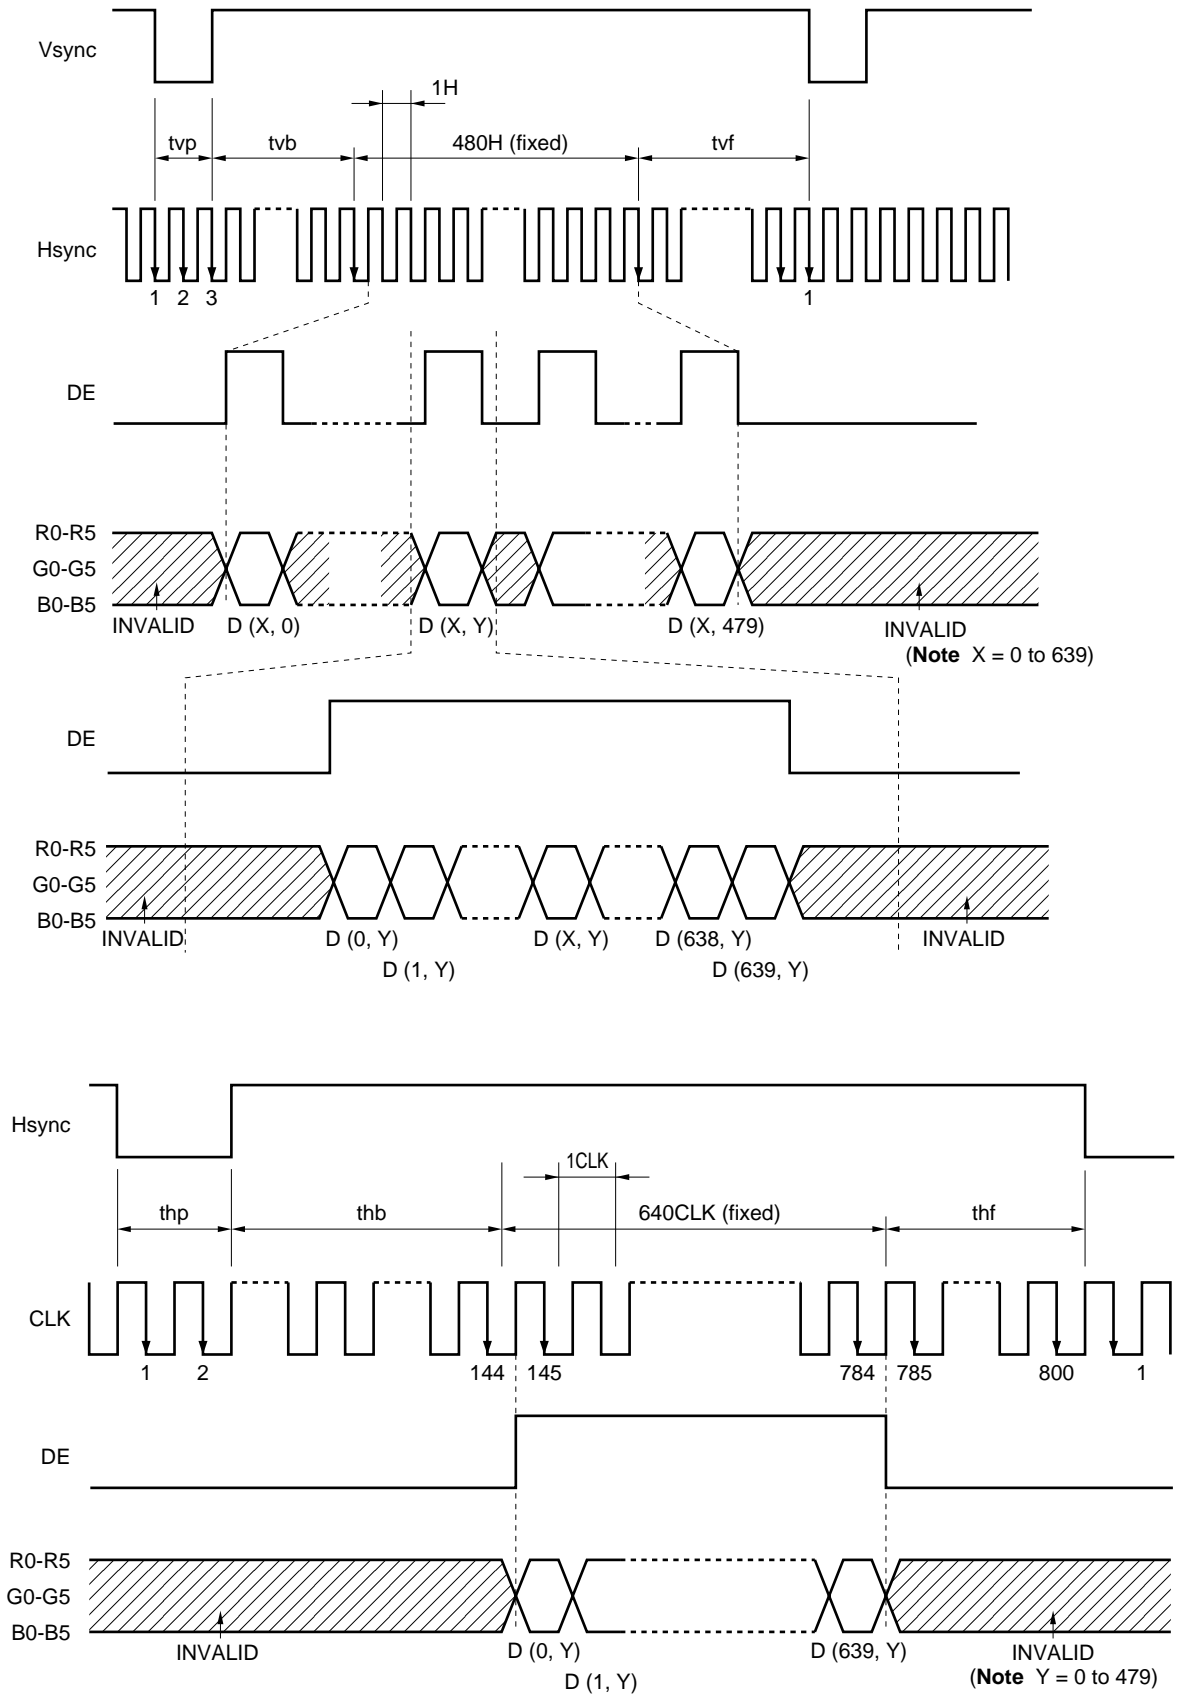 Vsync
1H
tvp
tvb
480H (fixed)
tvf
Hsync
1 2 3
1
DE
R0-R5
G0-G5
B0-B5
INVALID
D (X, 0)
D (X, Y)
D (X, 479)
INVALID
(Note X = 0 to 639)
DE
R0-R5
G0-G5
B0-B5
INVALID
D (0, Y)
D (X, Y)
D (638, Y)
INVALID
D (1, Y)
D (639, Y)
Hsync
1CLK
thp
thb
640CLK (fixed)
thf
CLK
1 2
144 145
784 785
800
1
DE
R0-R5
G0-G5
B0-B5
INVALID
D (0, Y)
D (639, Y)
INVALID
D (1, Y)
(Note Y = 0 to 479)